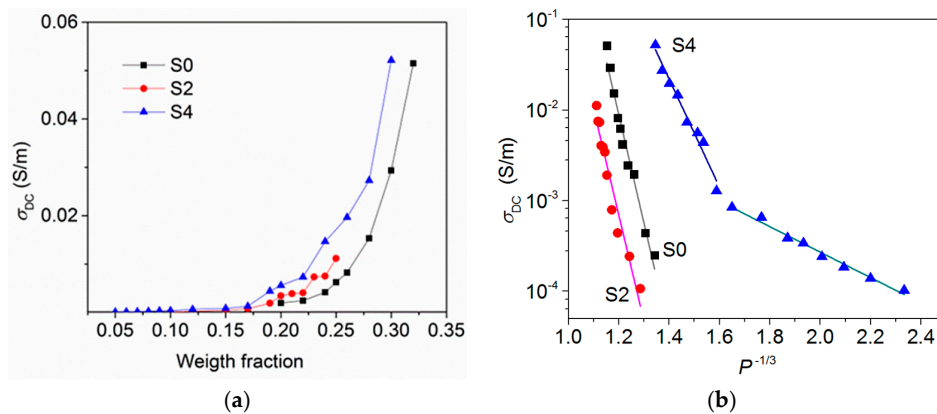 a)
0.06
0.04
0.02
σDC (S/m)
S0
S2
S4
0.05 0.10 0.15 0.20 0.25 0.30 0.35
Weigth fraction
(a)
b)
10⁻¹
10⁻²
10⁻³
10⁻⁴
σDC (S/m)
S4
S0
S2
1.0 1.2 1.4 1.6 1.8 2.0 2.2 2.4
P⁻¹/³
(b)